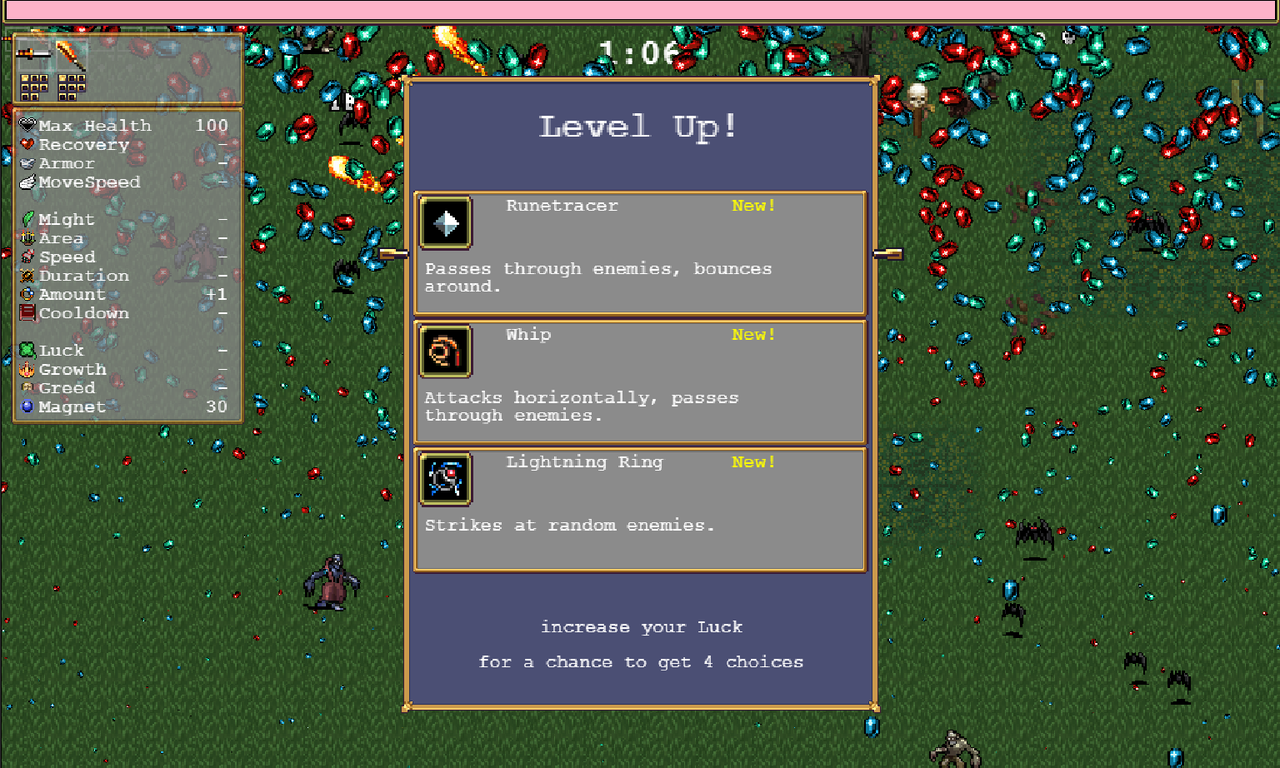 1:06
Max Health 100
Recovery -
Armor -
MoveSpeed -
Might -
Area -
Speed -
Duration -
Amount +1
Cooldown -
Luck -
Growth -
Greed -
Magnet 30
Level Up!
Runetracer New!
Passes through enemies, bounces
around.
Whip New!
Attacks horizontally, passes
through enemies.
Lightning Ring New!
Strikes at random enemies.
increase your Luck
for a chance to get 4 choices